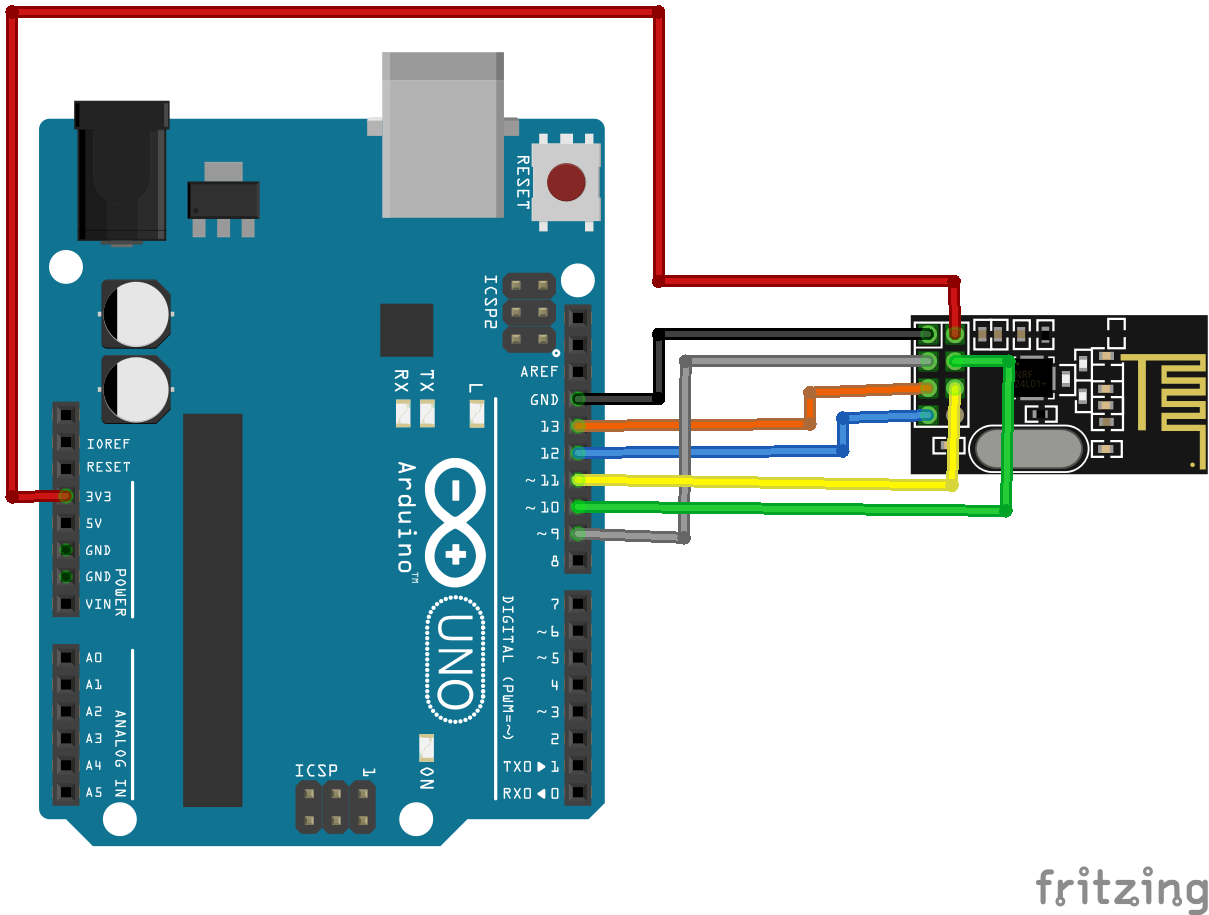 RESET
ICSP2
AREF
GND
RX
TX
L
13
12
~11
~10
~9
8
IOREF
RESET
3V3
5V
GND
GND
VIN
POWER
Arduino™
UNO
7
~6
~5
4
~3
2
TX0▶1
RX0◀0
DIGITAL (PWM=~)
A0
A1
A2
A3
A4
A5
ANALOG IN
ON
ICSP
1
NRF
24L01+
fritzing